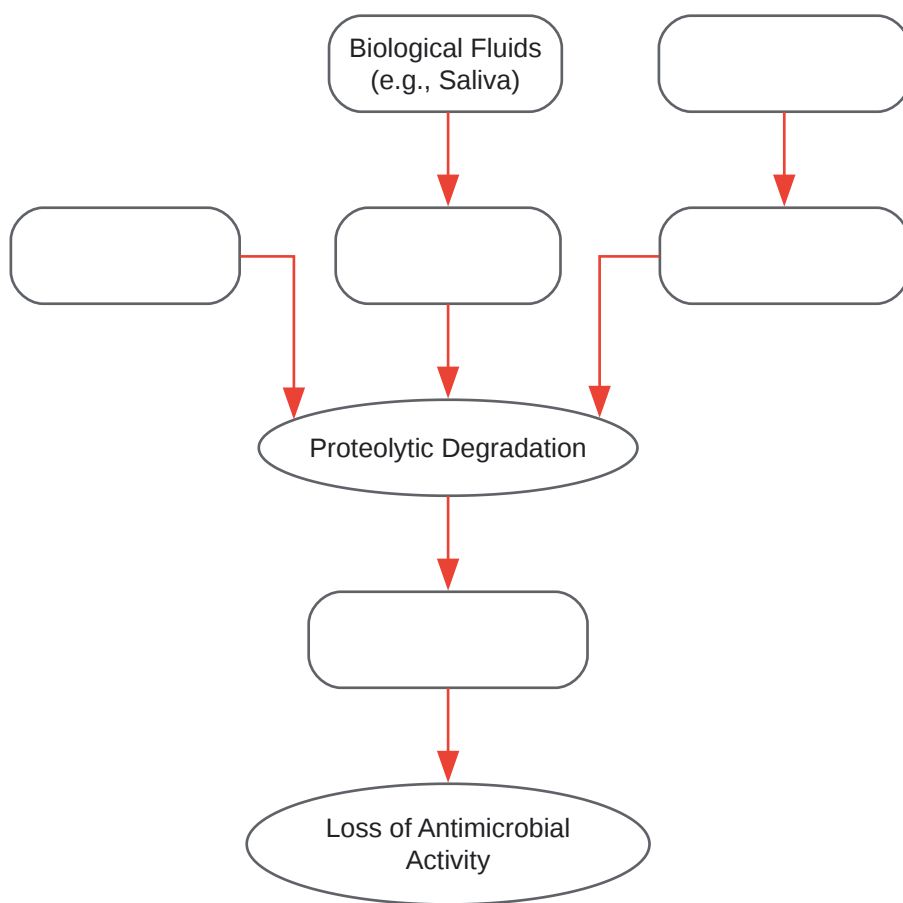 Biological Fluids
(e.g., Saliva)
Proteolytic Degradation
Loss of Antimicrobial
Activity